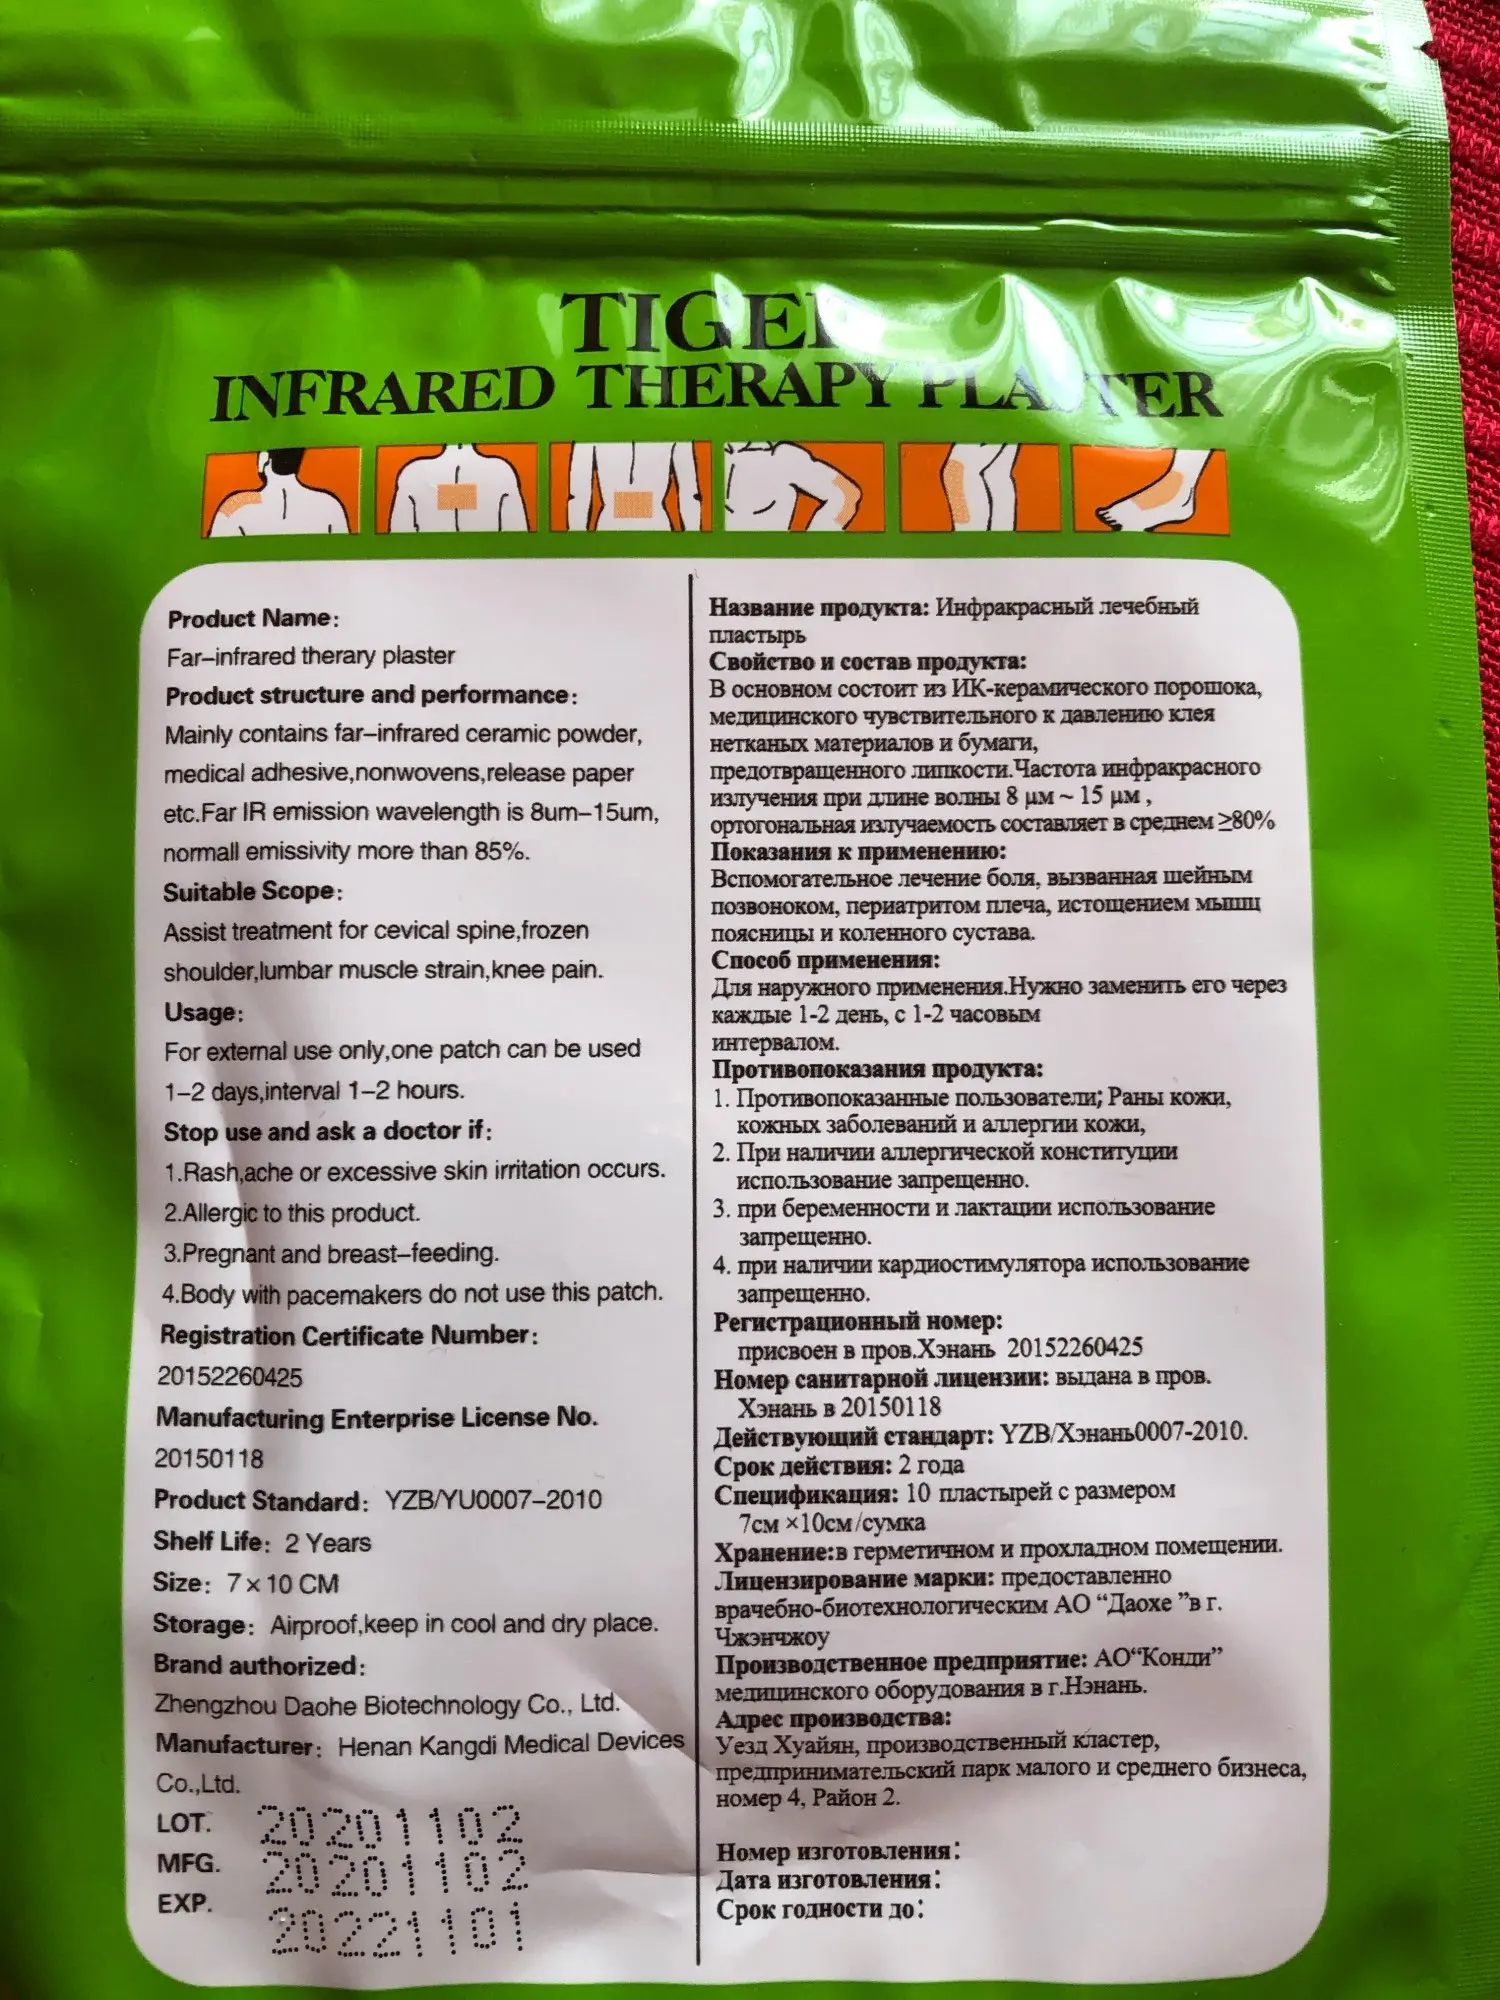 TIGER
INFRARED THERAPY PLASTER
Product Name:
Far-infrared therary plaster
Product structure and performance:
Mainly contains far-infrared ceramic powder,
medical adhesive,nonwovens,release paper
etc.Far IR emission wavelength is 8um-15um,
normall emissivity more than 85%.
Suitable Scope:
Assist treatment for cevical spine,frozen
shoulder,lumbar muscle strain,knee pain.
Usage:
For external use only,one patch can be used
1-2 days,interval 1-2 hours.
Stop use and ask a doctor if:
1.Rash,ache or excessive skin irritation occurs.
2.Allergic to this product.
3.Pregnant and breast-feeding.
4.Body with pacemakers do not use this patch.
Registration Certificate Number:
20152260425
Manufacturing Enterprise License No.
20150118
Product Standard: YZB/YU0007-2010
Shelf Life: 2 Years
Size: 7×10 CM
Storage: Airproof,keep in cool and dry place.
Brand authorized:
Zhengzhou Daohe Biotechnology Co., Ltd.
Manufacturer: Henan Kangdi Medical Devices
Co.,Ltd.
LOT. 20201102
MFG. 20201102
EXP. 20221101
Название продукта: Инфракрасный лечебный
пластырь
Свойство и состав продукта:
В основном состоит из ИК-керамического порошока,
медицинского чувствительного к давлению клея
нетканых материалов и бумаги,
предотвращенного липкости.Частота инфракрасного
излучения при длине волны 8 μм ~ 15 μм ,
ортогональная излучаемость составляет в среднем ≥80%
Показания к применению:
Вспомогательное лечение боля, вызванная шейным
позвоноком, периатритом плеча, истощением мышц
поясницы и коленного сустава.
Способ применения:
Для наружного применения.Нужно заменить его через
каждые 1-2 день, с 1-2 часовым
интервалом.
Противопоказания продукта:
1. Противопоказанные пользователи; Раны кожи,
кожных заболеваний и аллергии кожи,
2. При наличии аллергической конституции
использование запрещенно.
3. при беременности и лактации использование
запрещенно.
4. при наличии кардиостимулятора использование
запрещенно.
Регистрационный номер:
присвоен в пров.Хэнань 20152260425
Номер санитарной лицензии: выдана в пров.
Хэнань в 20150118
Действующий стандарт: YZB/Хэнань0007-2010.
Срок действия: 2 года
Спецификация: 10 пластырей с размером
7см ×10см/сумка
Хранение:в герметичном и прохладном помещении.
Лицензирование марки: предоставленно
врачебно-биотехнологическим АО “Даохе ”в г.
Чжэнчжоу
Производственное предприятие: АО“Конди”
медицинского оборудования в г.Нэнань.
Адрес производства:
Уезд Хуайян, производственный кластер,
предпринимательский парк малого и среднего бизнеса,
номер 4, Район 2.
Номер изготовления:
Дата изготовления:
Срок годности до: